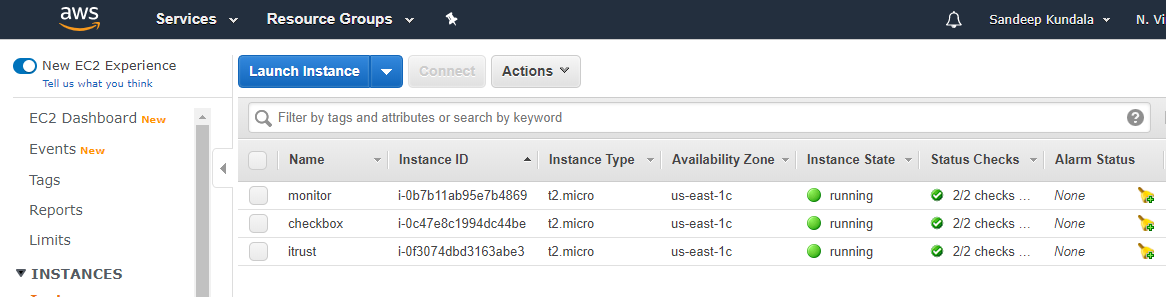 aws Services Resource Groups Sandeep Kundala N. Vi
New EC2 Experience
Tell us what you think
Launch Instance Connect Actions
EC2 Dashboard New
Events New
Tags
Reports
Limits
INSTANCES
Filter by tags and attributes or search by keyword
Name Instance ID Instance Type Availability Zone Instance State Status Checks Alarm Status
monitor i-0b7b11ab95e7b4869 t2.micro us-east-1c running 2/2 checks ... None
checkbox i-0c47e8c1994dc44be t2.micro us-east-1c running 2/2 checks ... None
itrust i-0f3074dbd3163abe3 t2.micro us-east-1c running 2/2 checks ... None